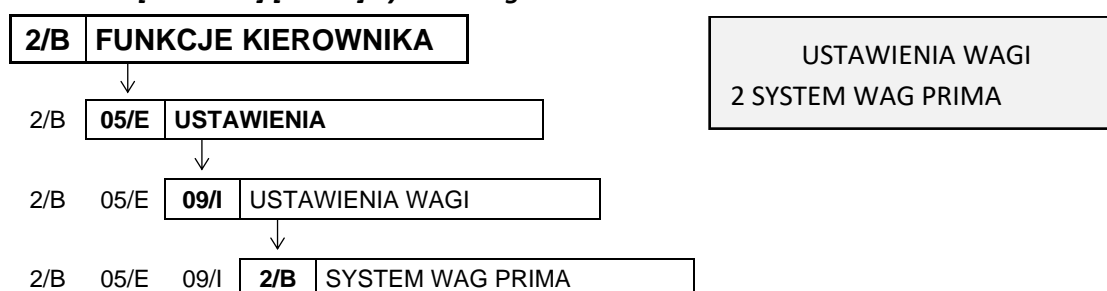 2/B FUNKCJE KIEROWNIKA
USTAWIENIA WAGI
2 SYSTEM WAG PRIMA
2/B 05/E USTAWIENIA
2/B 05/E 09/I USTAWIENIA WAGI
2/B 05/E 09/I 2/B SYSTEM WAG PRIMA